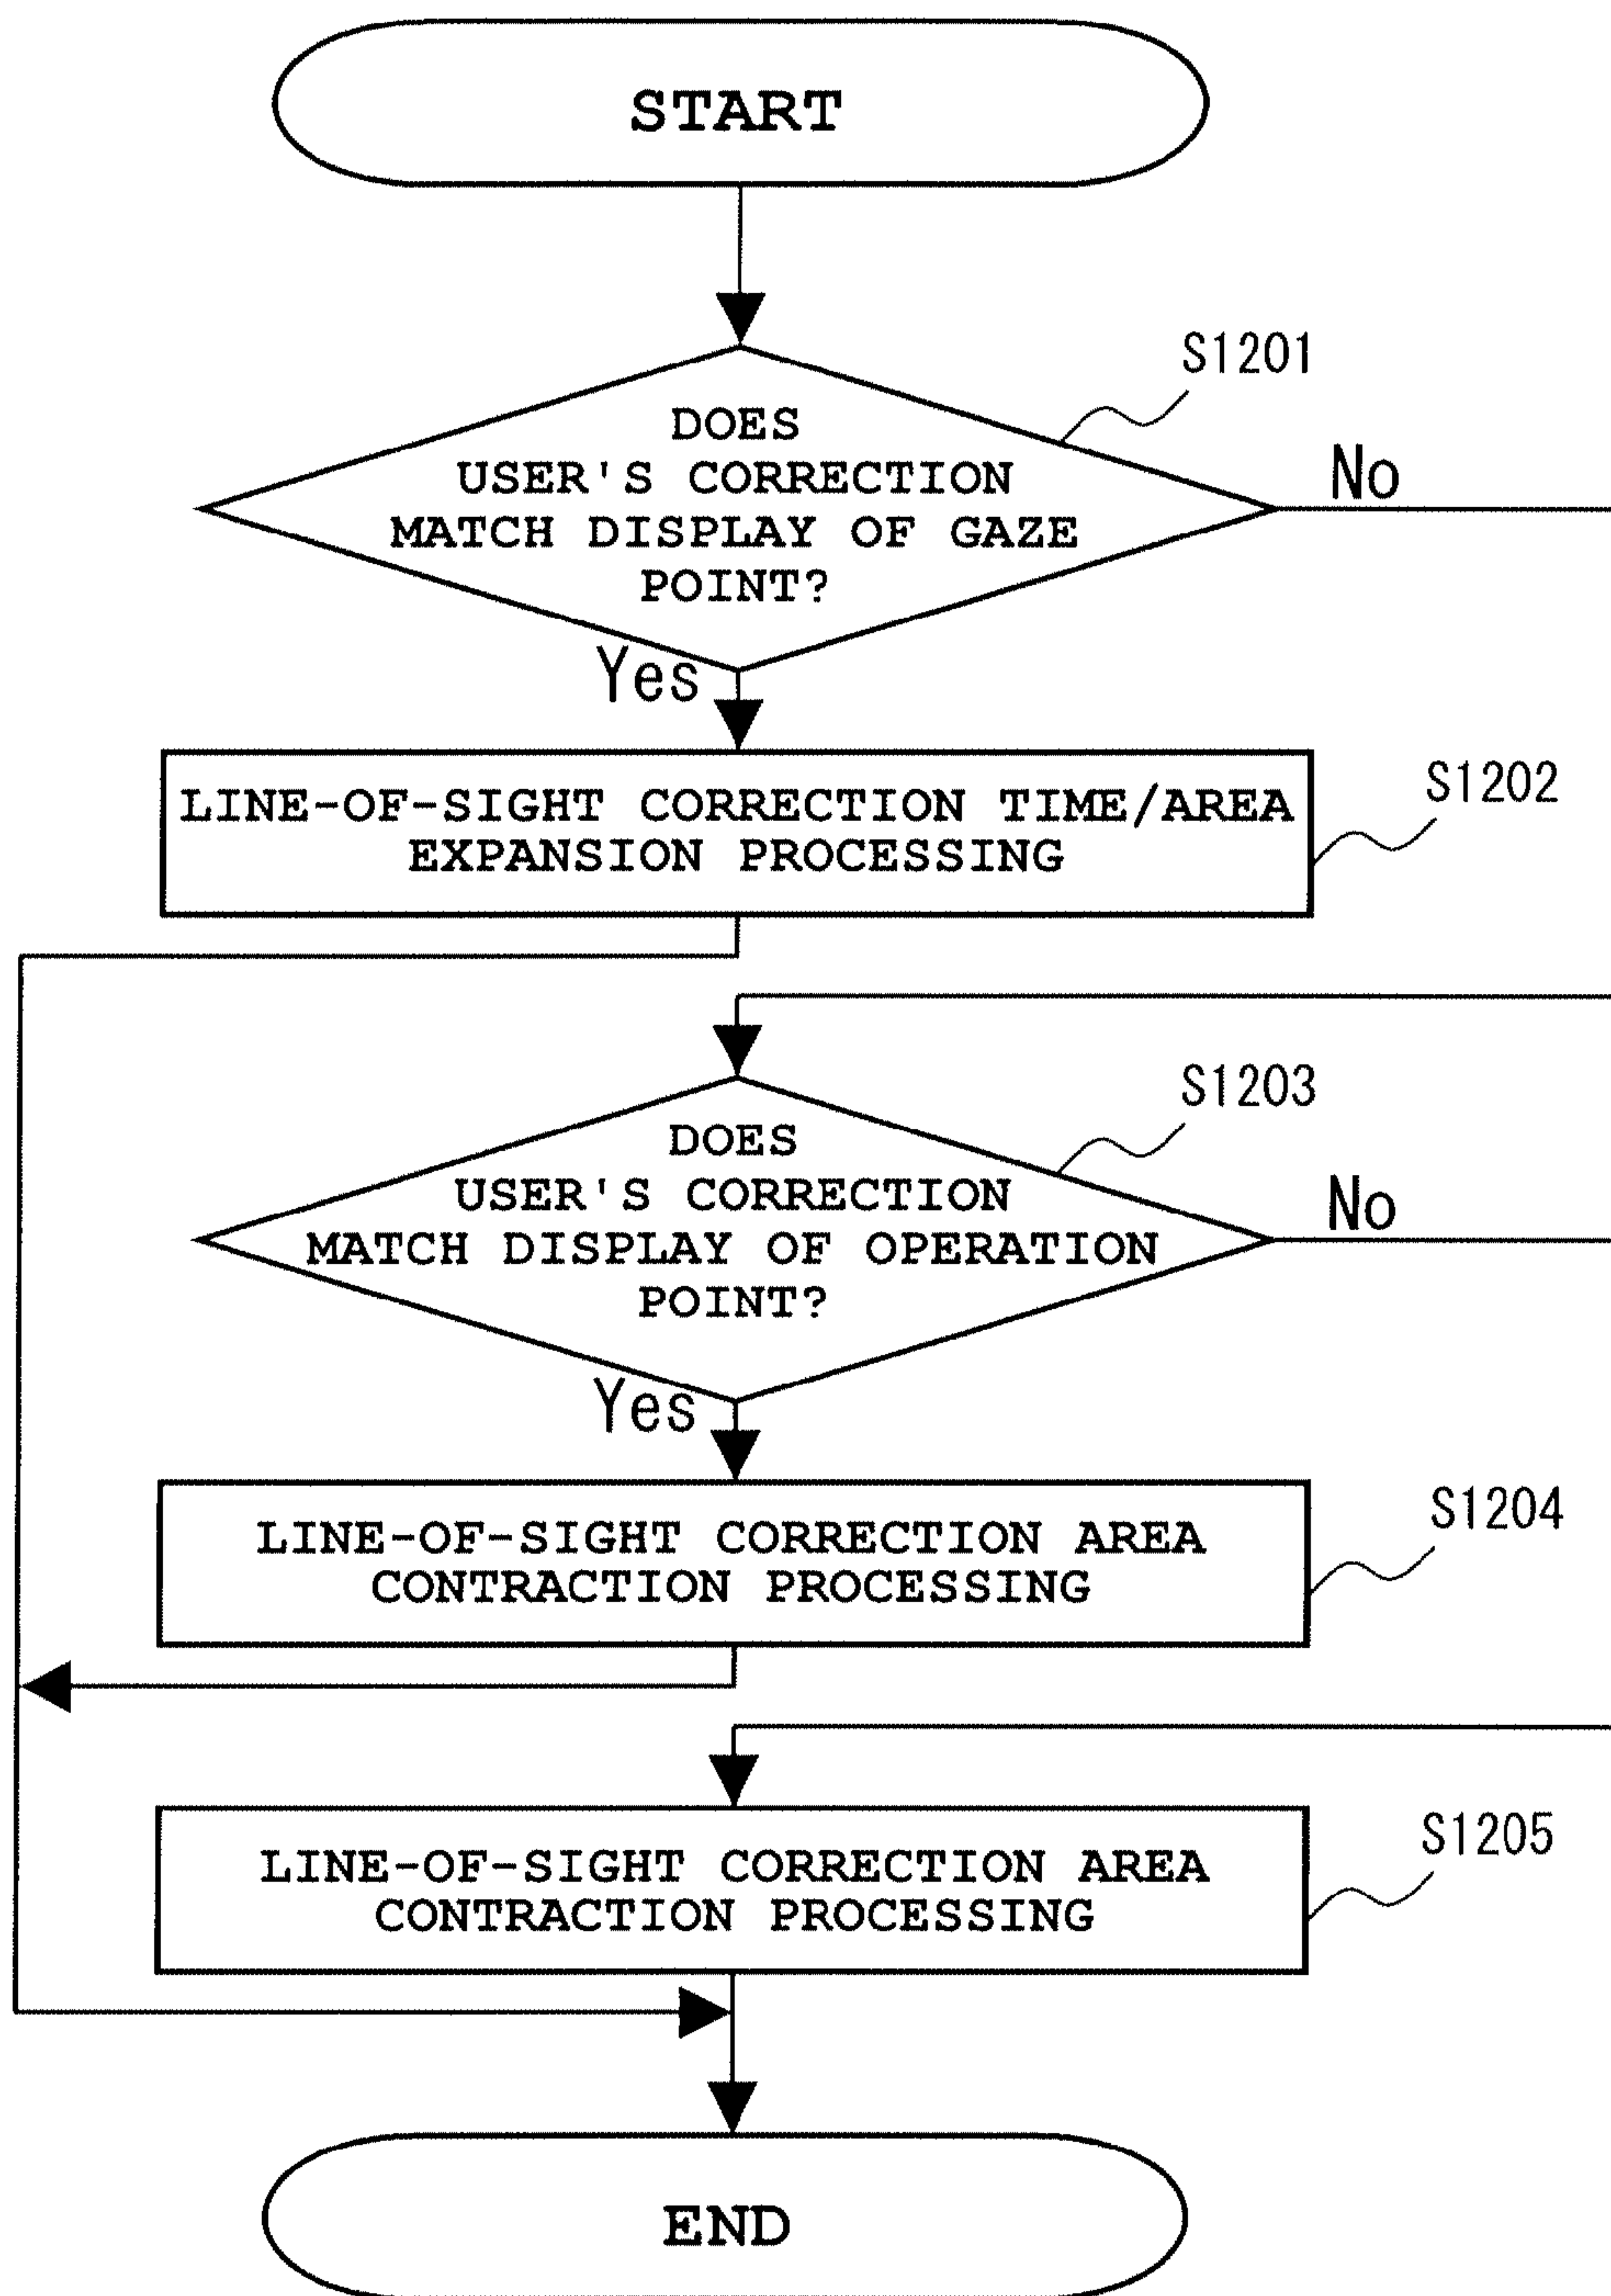 START
S1201
DOES
USER'S CORRECTION
MATCH DISPLAY OF GAZE
POINT?
No
Yes
S1202
LINE-OF-SIGHT CORRECTION TIME/AREA
EXPANSION PROCESSING
S1203
DOES
USER'S CORRECTION
MATCH DISPLAY OF OPERATION
POINT?
No
Yes
S1204
LINE-OF-SIGHT CORRECTION AREA
CONTRACTION PROCESSING
S1205
LINE-OF-SIGHT CORRECTION AREA
CONTRACTION PROCESSING
END